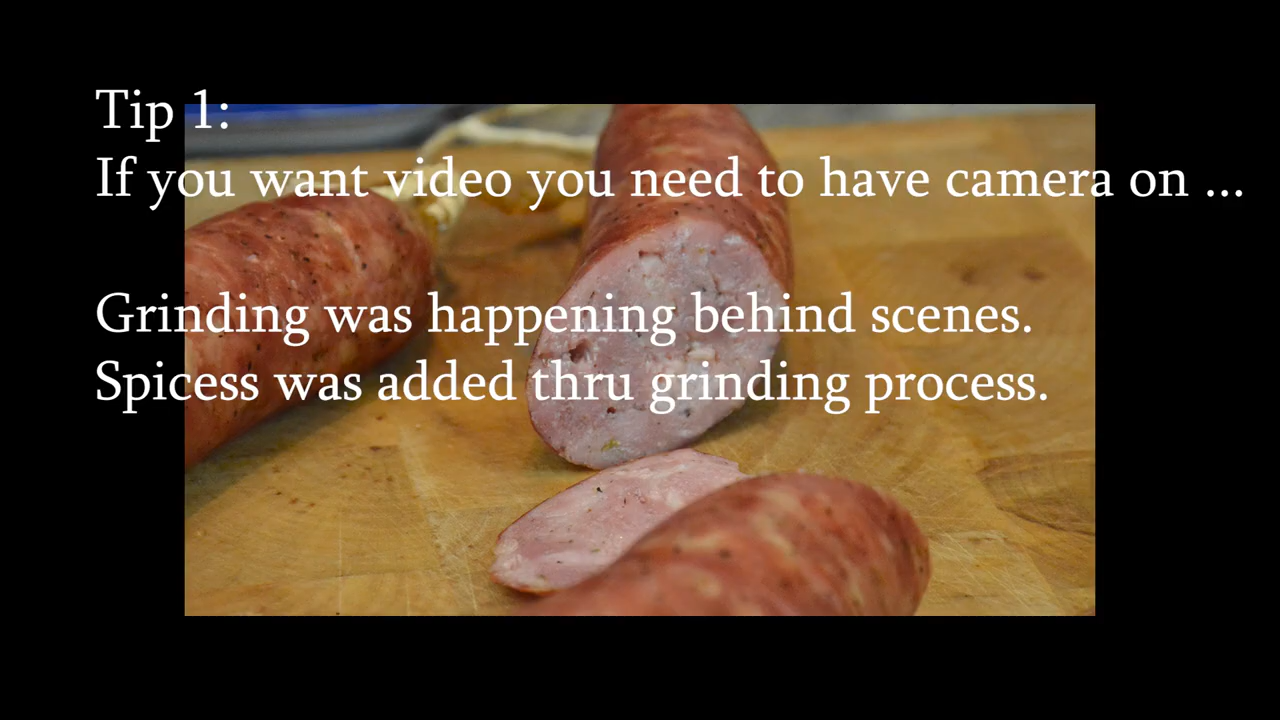 Tip 1:
If you want video you need to have camera on ...
Grinding was happening behind scenes.
Spicess was added thru grinding process.